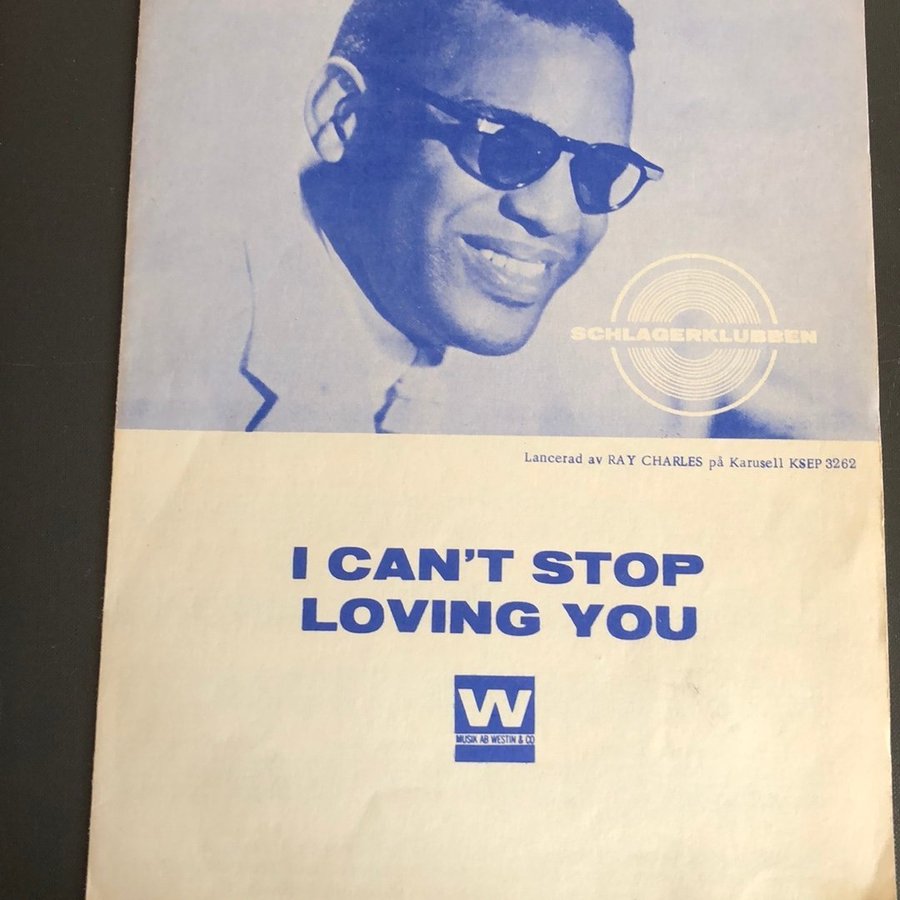 SCHLAGERKLUBBEN
Lancerad av RAY CHARLES på Karusell KSEP 3262
I CAN'T STOP
LOVING YOU
W
MUSIK AB WESTIN & CO